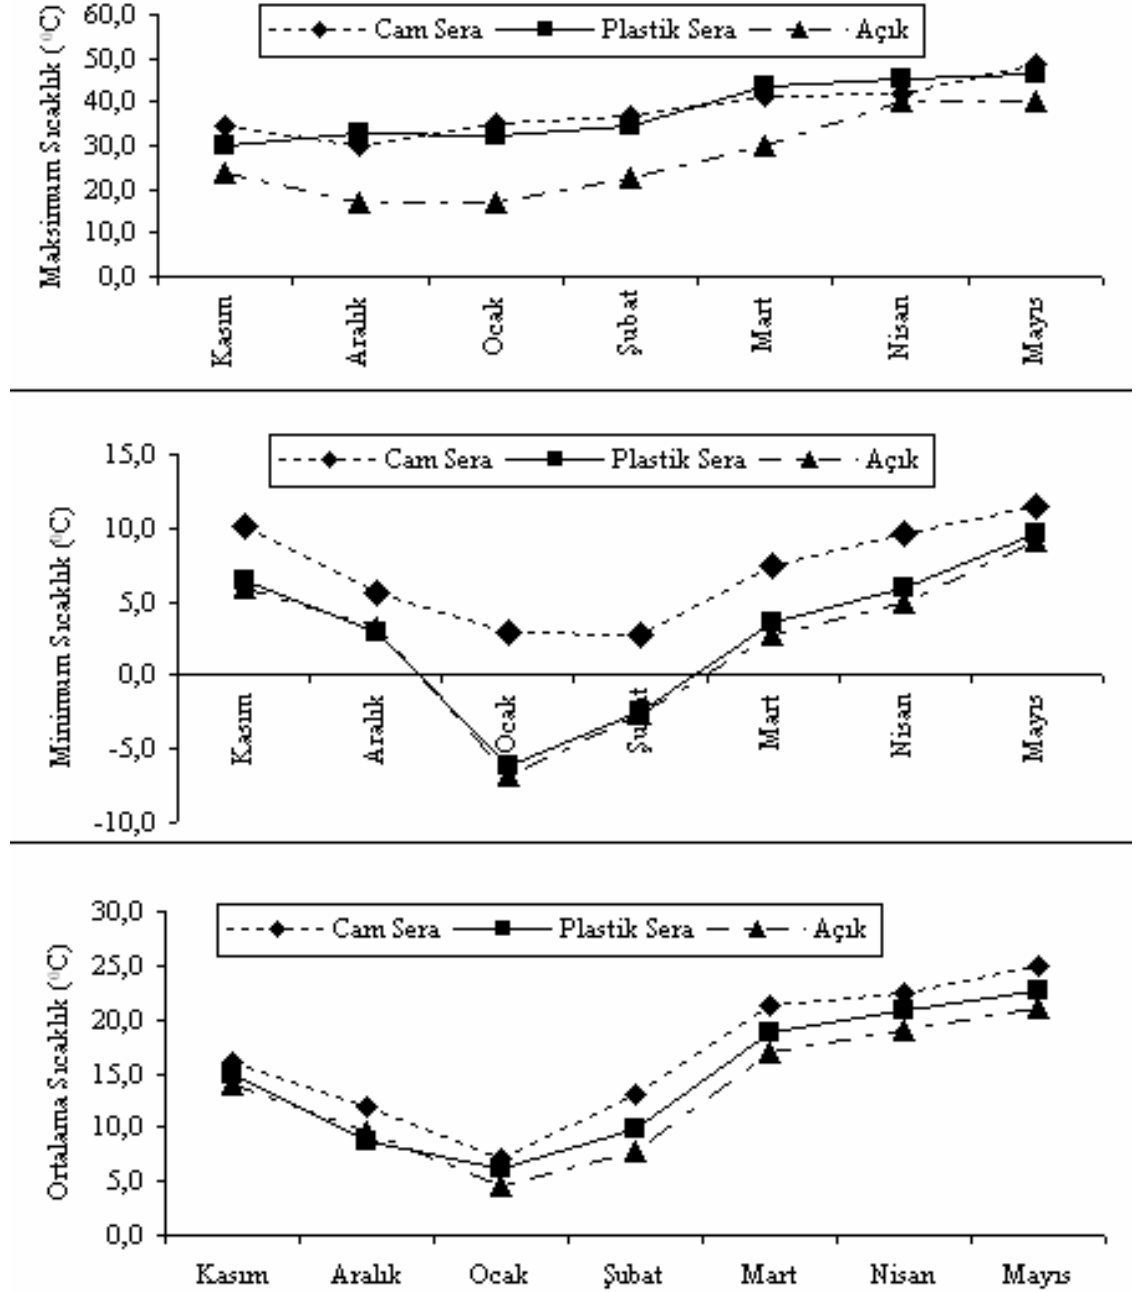 Maksimum Sıcaklık (⁰C)
60,0
50,0
40,0
30,0
20,0
10,0
0,0
Cam Sera Plastik Sera Açık
Kasım Aralık Ocak Şubat Mart Nisan Mayıs
Minimum Sıcaklık (⁰C)
15,0
10,0
5,0
0,0
-5,0
-10,0
Cam Sera Plastik Sera Açık
Kasım Aralık Ocak Şubat Mart Nisan Mayıs
Ortalama Sıcaklık (⁰C)
30,0
25,0
20,0
15,0
10,0
5,0
0,0
Cam Sera Plastik Sera Açık
Kasım Aralık Ocak Şubat Mart Nisan Mayıs